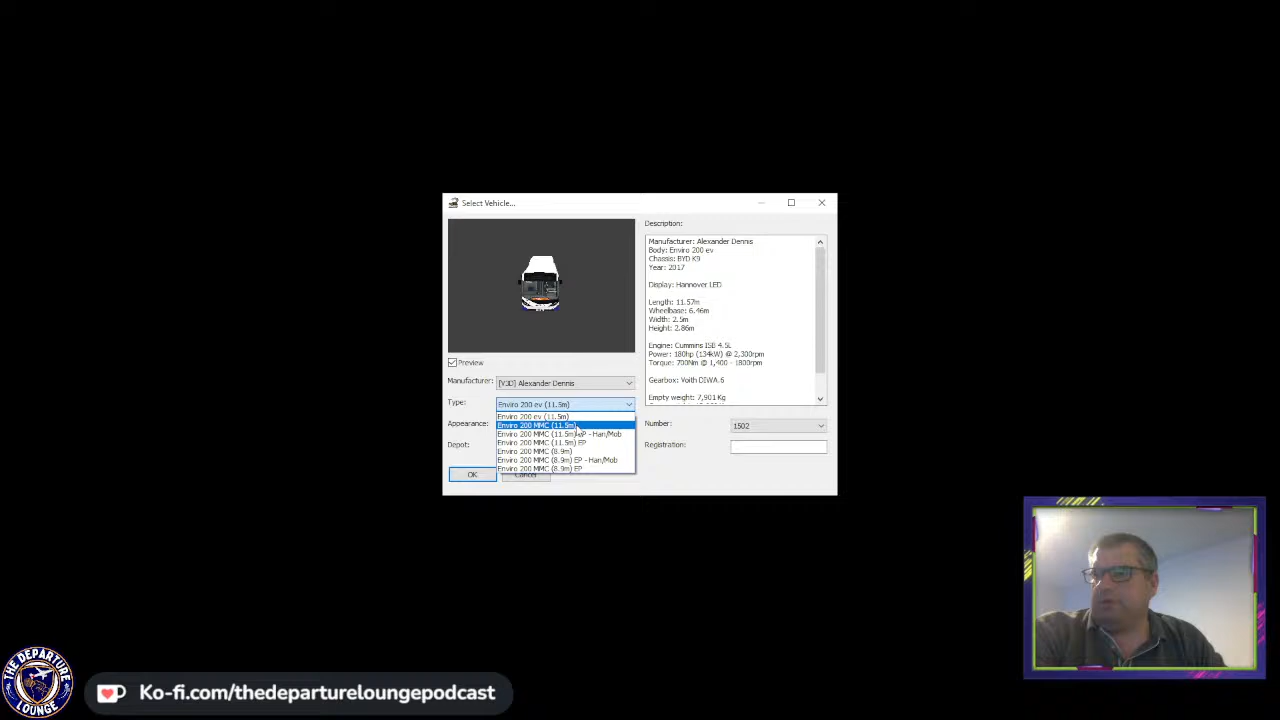 Select Vehicle...
Description:
Manufacturer: Alexander Dennis
Body: Enviro 200 ev
Chassis: BYD K9
Year: 2017
Display: Hannover LED
Length: 11.57m
Wheelbase: 6.46m
Width: 2.5m
Height: 2.86m
Engine: Cummins ISB 4.5L
Power: 180hp (134kW) @ 2,300rpm
Torque: 700Nm @ 1,400 - 1800rpm
Gearbox: Voith DIWA.6
Empty weight: 7,901 Kg
Preview
Manufacturer: [V3D] Alexander Dennis
Type: Enviro 200 ev (11.5m)
Enviro 200 ev (11.5m)
Enviro 200 MMC (11.5m)
Enviro 200 MMC (11.5m) EP - Han/Mob
Enviro 200 MMC (11.5m) EP
Enviro 200 MMC (8.9m)
Enviro 200 MMC (8.9m) EP - Han/Mob
Enviro 200 MMC (8.9m) EP
Appearance:
Depot:
Number: 1502
Registration:
OK
Cancel
THE DEPARTURE
LOUNGE
Ko-fi.com/thedepartureloungepodcast